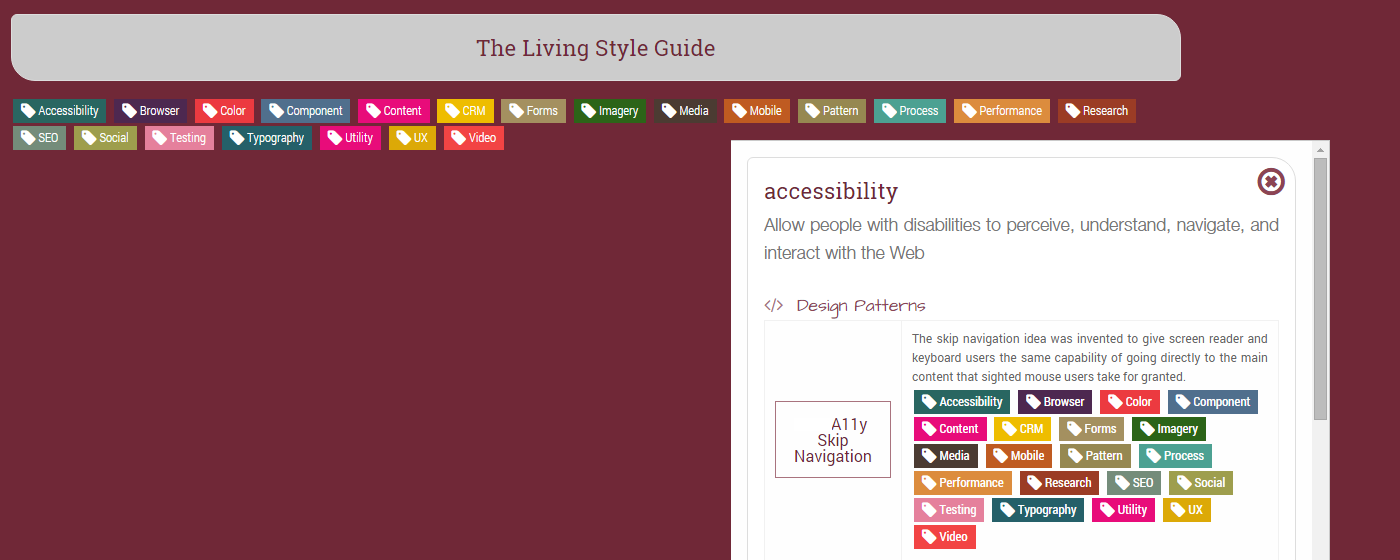 The Living Style Guide
Accessibility Browser Color Component Content CRM Forms Imagery Media Mobile Pattern Process Performance Research
SEO Social Testing Typography Utility UX Video
accessibility
Allow people with disabilities to perceive, understand, navigate, and
interact with the Web
</> Design Patterns
The skip navigation idea was invented to give screen reader and
keyboard users the same capability of going directly to the main
content that sighted mouse users take for granted.
A11y
Skip
Navigation
Accessibility Browser Color Component
Content CRM Forms Imagery
Media Mobile Pattern Process
Performance Research SEO Social
Testing Typography Utility UX
Video